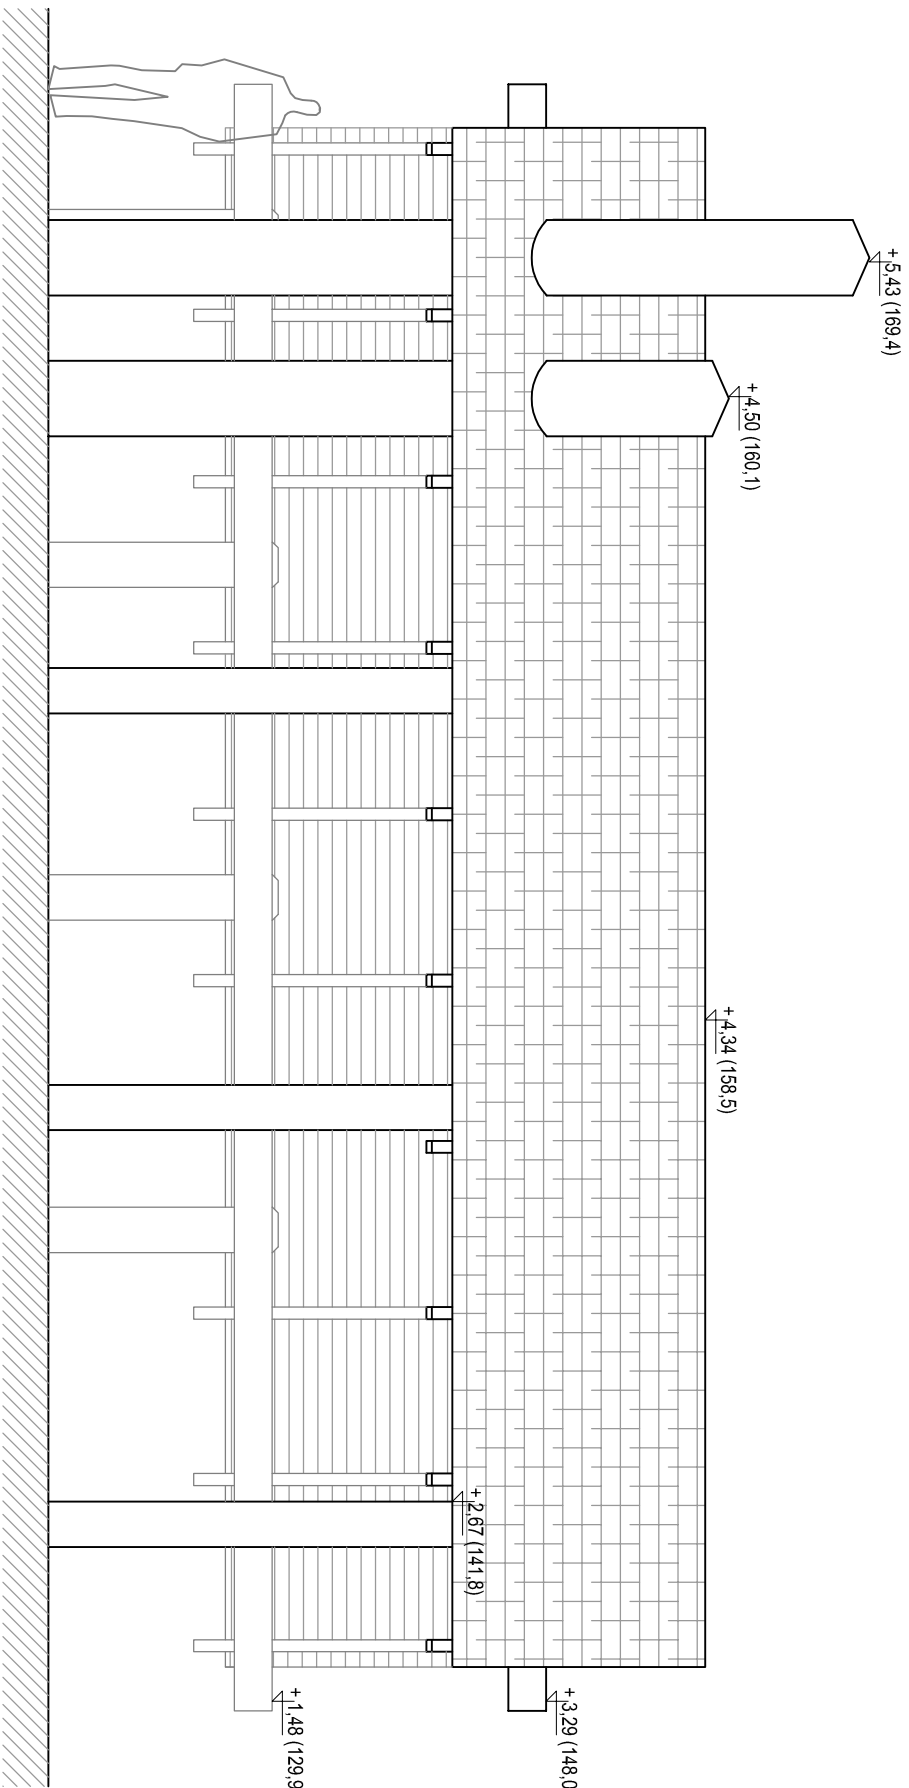 + 5,43 (169,4)
+ 4,50 (160,1)
+ 4,34 (158,5)
+ 2,67 (141,8)
+ 3,29 (148,0
+ 1,48 (129,9